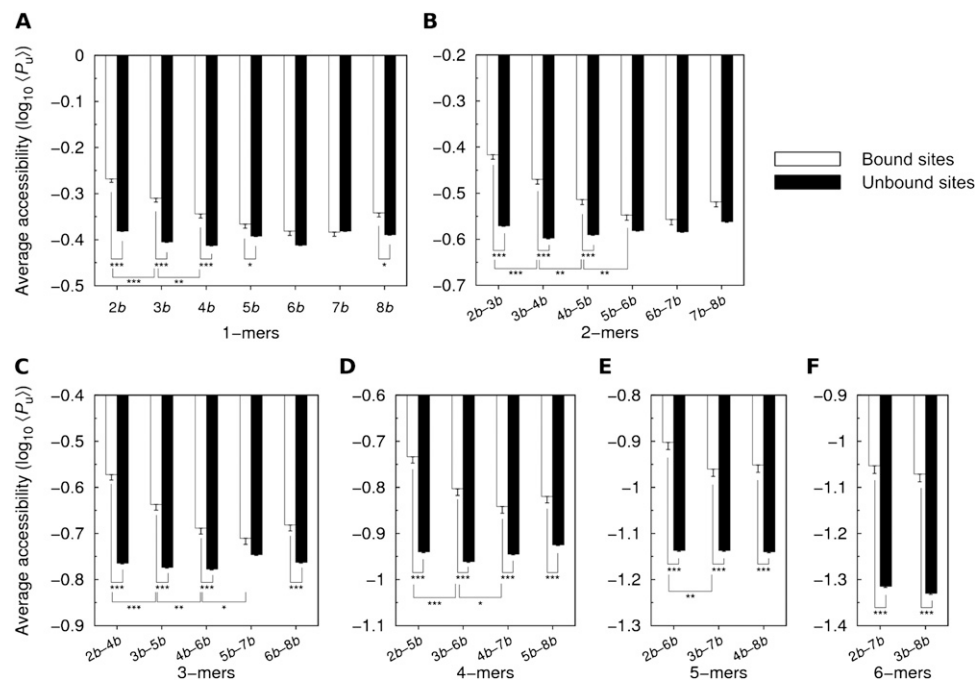 A
Average accessibility (log10 ⟨Pu⟩)
0
−0.1
−0.2
−0.3
−0.4
−0.5
*** *** *** * *
*** **
2b 3b 4b 5b 6b 7b 8b
1−mers
B
−0.2
−0.3
−0.4
−0.5
−0.6
−0.7
*** *** ***
*** ** **
2b−3b 3b−4b 4b−5b 5b−6b 6b−7b 7b−8b
2−mers
Bound sites
Unbound sites
C
Average accessibility (log10 ⟨Pu⟩)
−0.4
−0.5
−0.6
−0.7
−0.8
−0.9
*** *** *** ***
*** ** *
2b−4b 3b−5b 4b−6b 5b−7b 6b−8b
3−mers
D
−0.6
−0.7
−0.8
−0.9
−1
−1.1
*** *** *** ***
*** *
2b−5b 3b−6b 4b−7b 5b−8b
4−mers
E
−0.8
−0.9
−1
−1.1
−1.2
−1.3
*** *** ***
**
2b−6b 3b−7b 4b−8b
5−mers
F
−0.9
−1
−1.1
−1.2
−1.3
−1.4
*** ***
2b−7b 3b−8b
6−mers